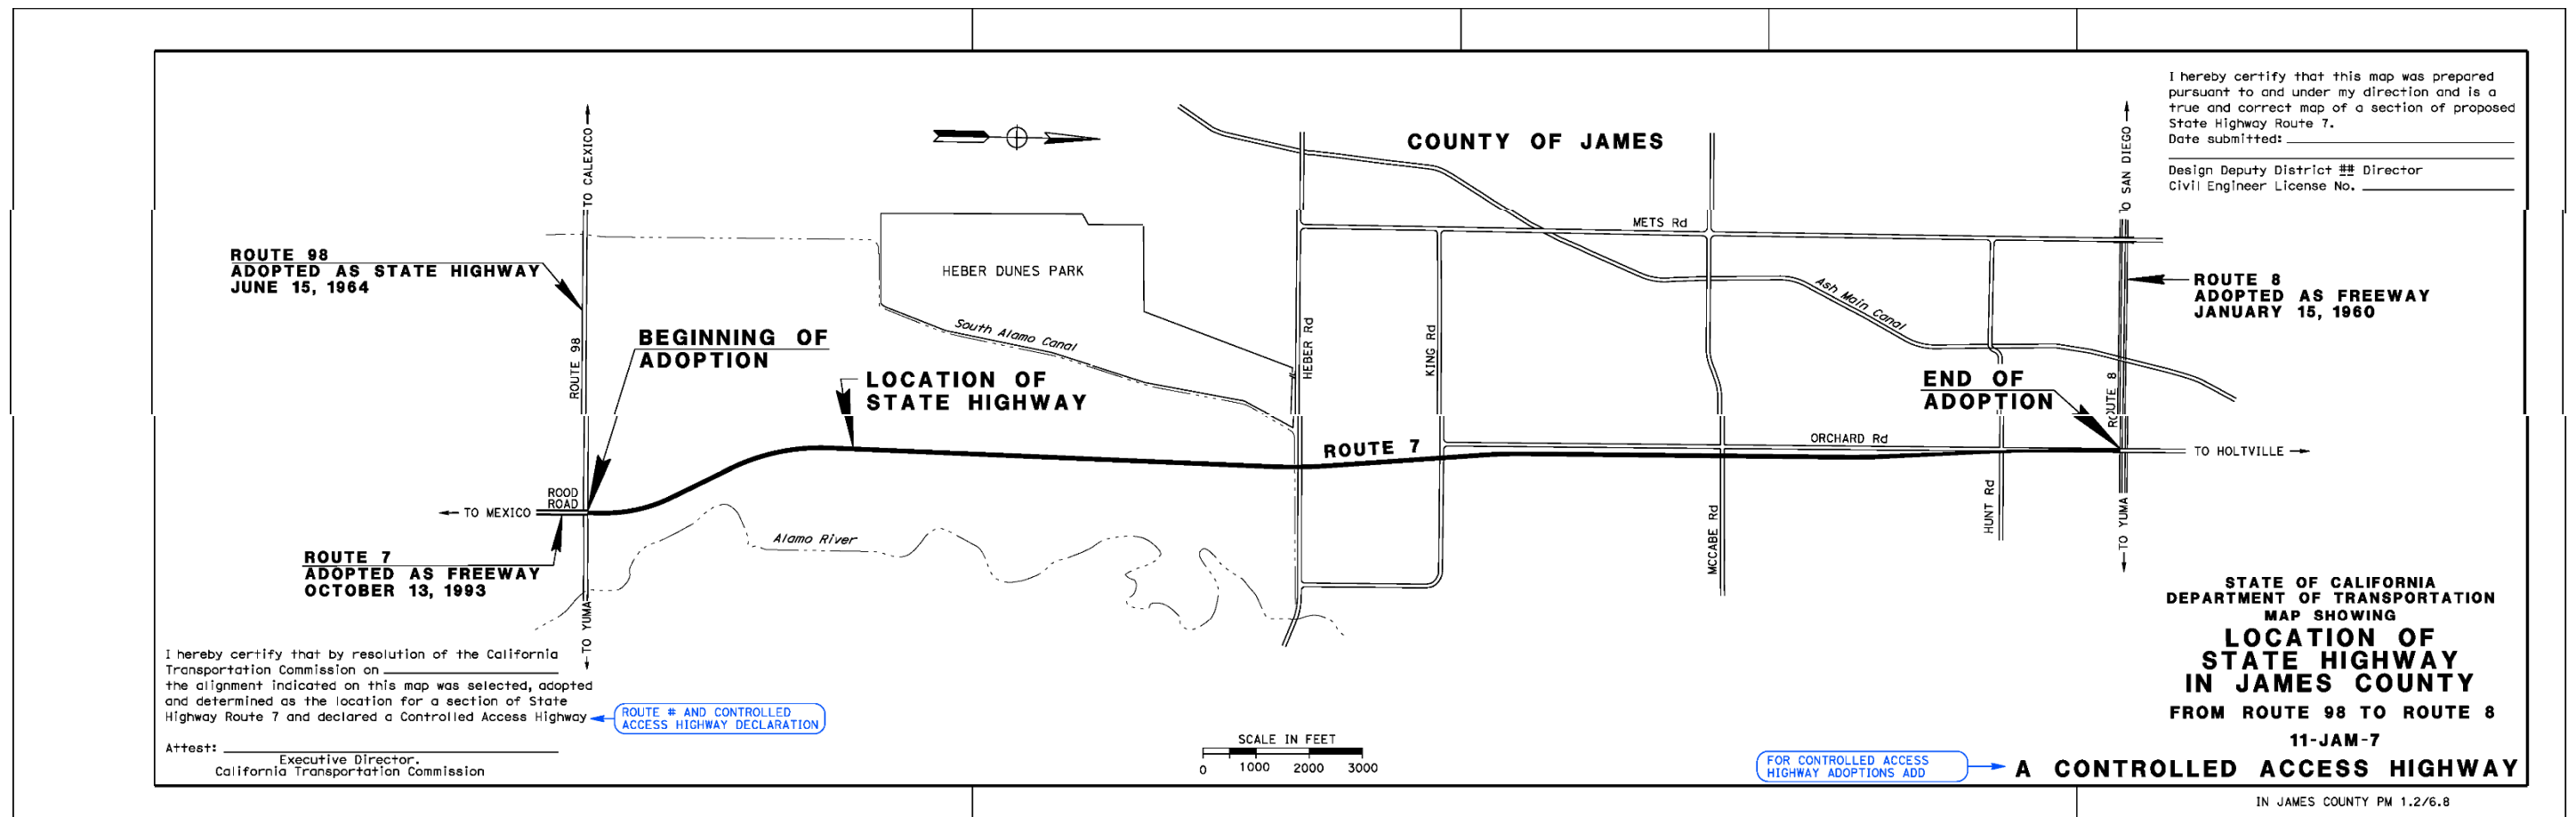 I hereby certify that this map was prepared
pursuant to and under my direction and is a
true and correct map of a section of proposed
State Highway Route 7.
Date submitted:
Design Deputy District ## Director
Civil Engineer License No.
COUNTY OF JAMES
TO CALEXICO
TO SAN DIEGO
METS Rd
ROUTE 98
ADOPTED AS STATE HIGHWAY
JUNE 15, 1964
HEBER DUNES PARK
ROUTE 8
ADOPTED AS FREEWAY
JANUARY 15, 1960
Ash Main Canal
South Alamo Canal
BEGINNING OF
ADOPTION
ROUTE 98
HEBER Rd
KING Rd
LOCATION OF
STATE HIGHWAY
END OF
ADOPTION
ROUTE 8
ROUTE 7
ORCHARD Rd
TO HOLTVILLE
ROOD
ROAD
TO MEXICO
HUNT Rd
MCCABE Rd
TO YUMA
Alamo River
ROUTE 7
ADOPTED AS FREEWAY
OCTOBER 13, 1993
TO YUMA
STATE OF CALIFORNIA
DEPARTMENT OF TRANSPORTATION
MAP SHOWING
LOCATION OF
STATE HIGHWAY
IN JAMES COUNTY
FROM ROUTE 98 TO ROUTE 8
11-JAM-7
A CONTROLLED ACCESS HIGHWAY
I hereby certify that by resolution of the California
Transportation Commission on
the alignment indicated on this map was selected, adopted
and determined as the location for a section of State
Highway Route 7 and declared a Controlled Access Highway
ROUTE # AND CONTROLLED
ACCESS HIGHWAY DECLARATION
Attest:
Executive Director.
California Transportation Commission
SCALE IN FEET
0 1000 2000 3000
FOR CONTROLLED ACCESS
HIGHWAY ADOPTIONS ADD
IN JAMES COUNTY PM 1.2/6.8